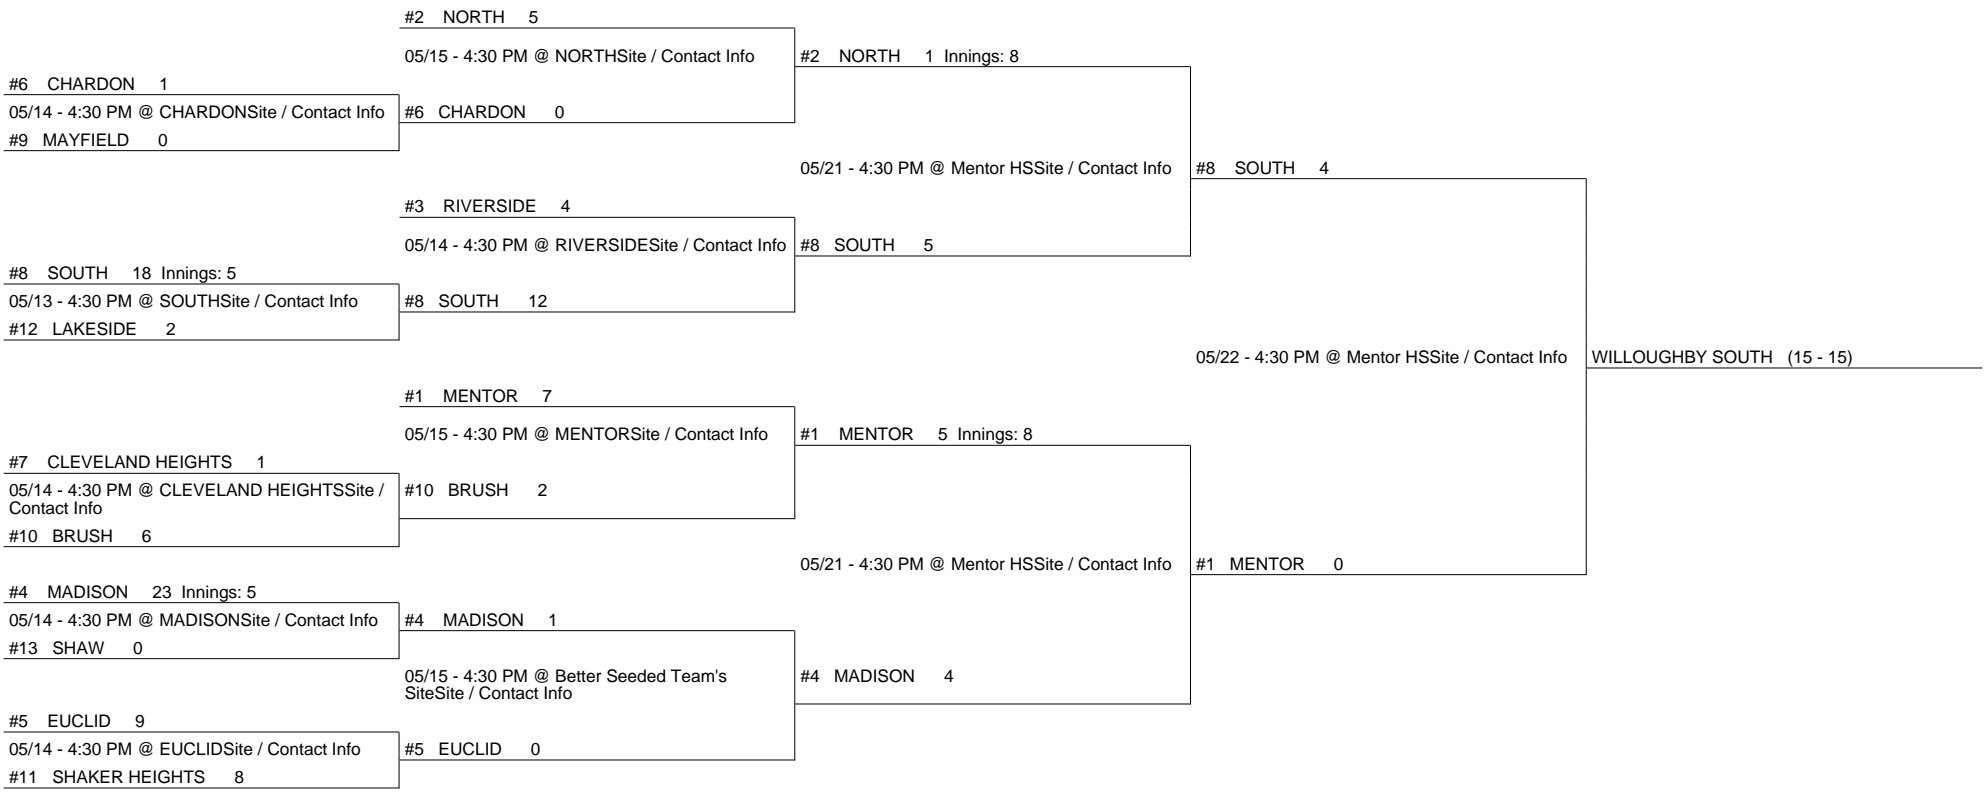 #2 NORTH 5
05/15 - 4:30 PM @ NORTHSite / Contact Info
#2 NORTH 1 Innings: 8
#6 CHARDON 1
05/14 - 4:30 PM @ CHARDONSite / Contact Info
#6 CHARDON 0
#9 MAYFIELD 0
05/21 - 4:30 PM @ Mentor HSSite / Contact Info
#8 SOUTH 4
#3 RIVERSIDE 4
05/14 - 4:30 PM @ RIVERSIDESite / Contact Info
#8 SOUTH 5
#8 SOUTH 18 Innings: 5
05/13 - 4:30 PM @ SOUTHSite / Contact Info
#8 SOUTH 12
#12 LAKESIDE 2
05/22 - 4:30 PM @ Mentor HSSite / Contact Info
WILLOUGHBY SOUTH (15 - 15)
#1 MENTOR 7
05/15 - 4:30 PM @ MENTORSite / Contact Info
#1 MENTOR 5 Innings: 8
#7 CLEVELAND HEIGHTS 1
05/14 - 4:30 PM @ CLEVELAND HEIGHTSSite /
Contact Info
#10 BRUSH 2
#10 BRUSH 6
05/21 - 4:30 PM @ Mentor HSSite / Contact Info
#1 MENTOR 0
#4 MADISON 23 Innings: 5
05/14 - 4:30 PM @ MADISONSite / Contact Info
#4 MADISON 1
#13 SHAW 0
05/15 - 4:30 PM @ Better Seeded Team's
SiteSite / Contact Info
#4 MADISON 4
#5 EUCLID 9
05/14 - 4:30 PM @ EUCLIDSite / Contact Info
#5 EUCLID 0
#11 SHAKER HEIGHTS 8